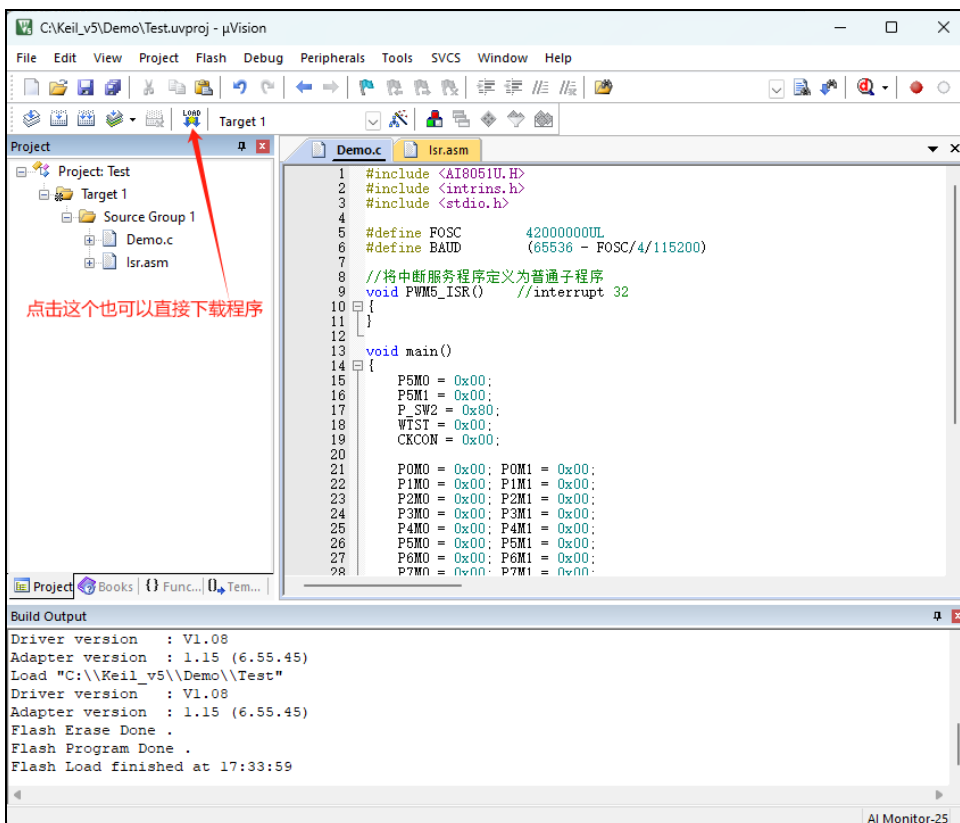 C:\Keil_v5\Demo\Test.uvproj - µVision
File Edit View Project Flash Debug Peripherals Tools SVCS Window Help
LOAD
Target 1
Project
Demo.c Isr.asm
Project: Test
Target 1
Source Group 1
Demo.c
Isr.asm
点击这个也可以直接下载程序
1 #include <AI8051U.H>
2 #include <intrins.h>
3 #include <stdio.h>
4
5 #define FOSC 42000000UL
6 #define BAUD (65536 - FOSC/4/115200)
7
8 //将中断服务程序定义为普通子程序
9 void PWM5_ISR() //interrupt 32
10 {
11 }
12
13 void main()
14 {
15 P5M0 = 0x00;
16 P5M1 = 0x00;
17 P_SW2 = 0x80;
18 WTST = 0x00;
19 CKCON = 0x00;
20
21 P0M0 = 0x00; P0M1 = 0x00;
22 P1M0 = 0x00; P1M1 = 0x00;
23 P2M0 = 0x00; P2M1 = 0x00;
24 P3M0 = 0x00; P3M1 = 0x00;
25 P4M0 = 0x00; P4M1 = 0x00;
26 P5M0 = 0x00; P5M1 = 0x00;
27 P6M0 = 0x00; P6M1 = 0x00;
28 P7M0 = 0x00; P7M1 = 0x00;
Project Books {} Func... 0 Tem...
Build Output
Driver version : V1.08
Adapter version : 1.15 (6.55.45)
Load "C:\\Keil_v5\\Demo\\Test"
Driver version : V1.08
Adapter version : 1.15 (6.55.45)
Flash Erase Done .
Flash Program Done .
Flash Load finished at 17:33:59
AI Monitor-25